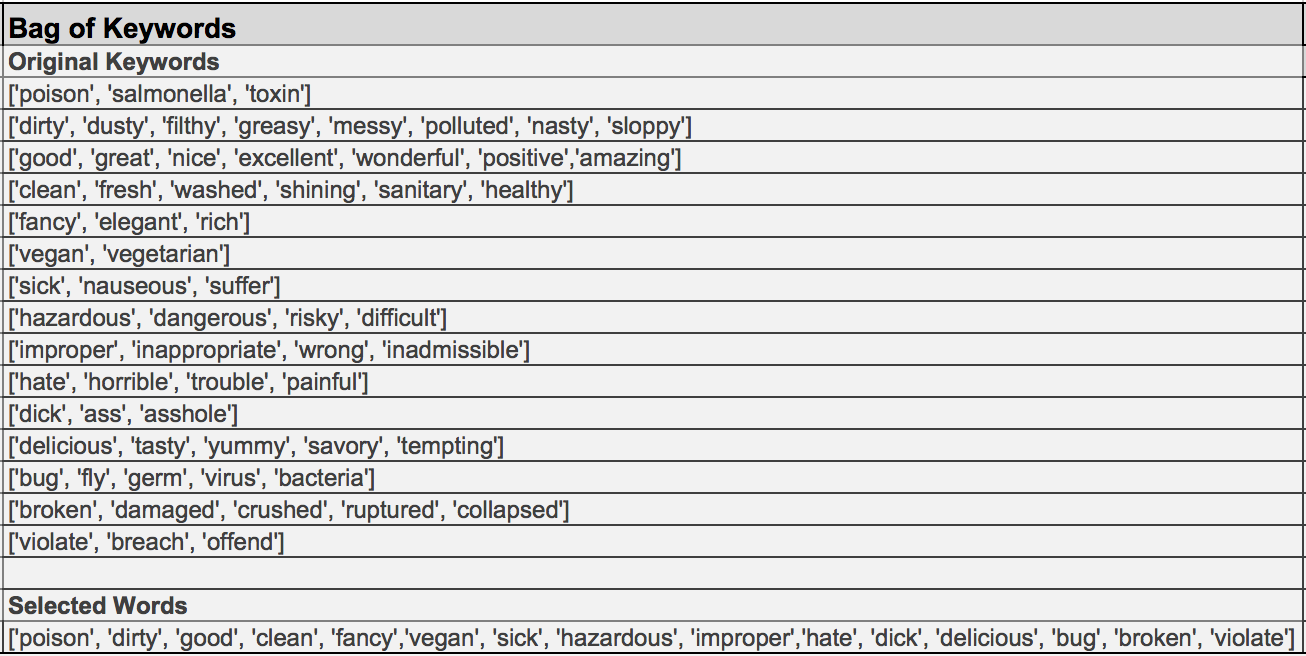 Bag of Keywords
Original Keywords
['poison', 'salmonella', 'toxin']
['dirty', 'dusty', 'filthy', 'greasy', 'messy', 'polluted', 'nasty', 'sloppy']
['good', 'great', 'nice', 'excellent', 'wonderful', 'positive','amazing']
['clean', 'fresh', 'washed', 'shining', 'sanitary', 'healthy']
['fancy', 'elegant', 'rich']
['vegan', 'vegetarian']
['sick', 'nauseous', 'suffer']
['hazardous', 'dangerous', 'risky', 'difficult']
['improper', 'inappropriate', 'wrong', 'inadmissible']
['hate', 'horrible', 'trouble', 'painful']
['dick', 'ass', 'asshole']
['delicious', 'tasty', 'yummy', 'savory', 'tempting']
['bug', 'fly', 'germ', 'virus', 'bacteria']
['broken', 'damaged', 'crushed', 'ruptured', 'collapsed']
['violate', 'breach', 'offend']
Selected Words
['poison', 'dirty', 'good', 'clean', 'fancy','vegan', 'sick', 'hazardous', 'improper','hate', 'dick', 'delicious', 'bug', 'broken', 'violate']